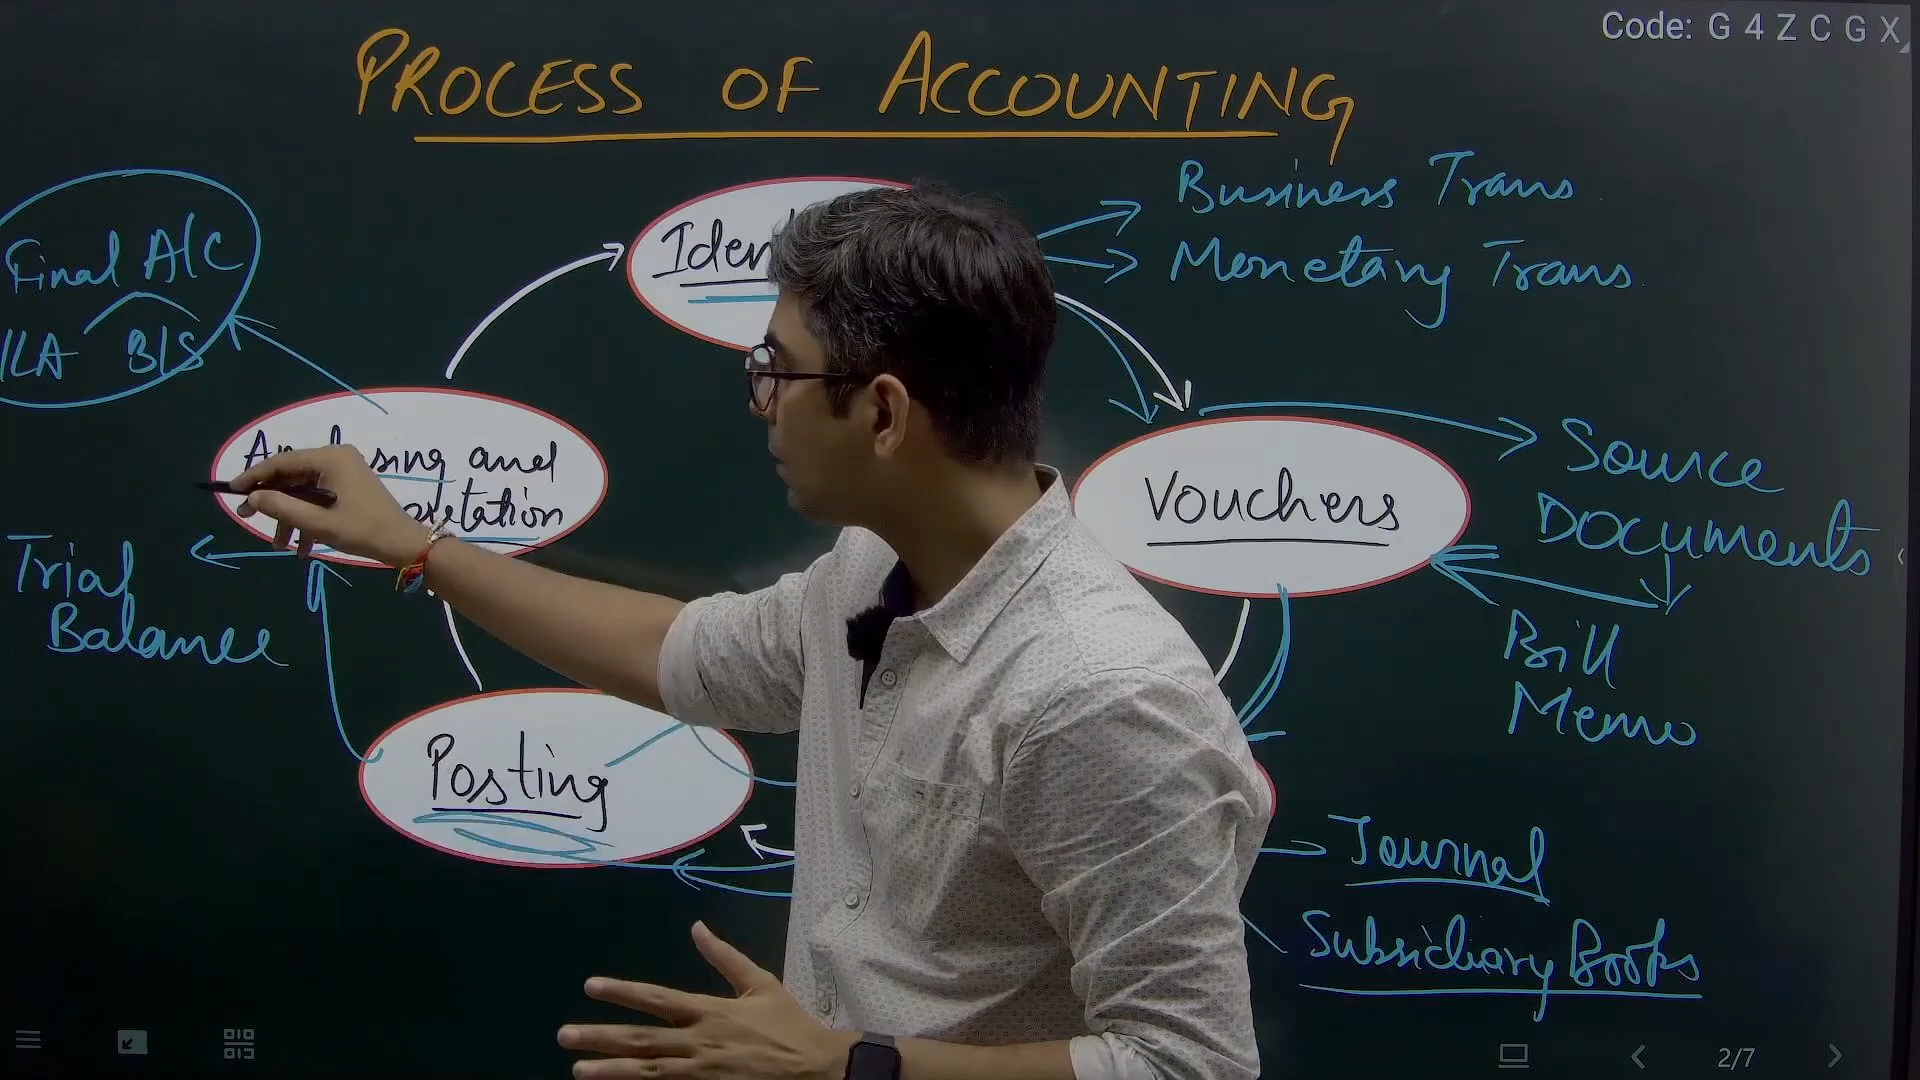 Code: G 4 Z C G X
PROCESS OF ACCOUNTING
Business Trans.
Monetary Trans.
Final A/C
B/S
and
Vouchers
Source
Documents
Bill
Memo
Trial
Balance
Posting
Journal
Subsidiary Books
2/7